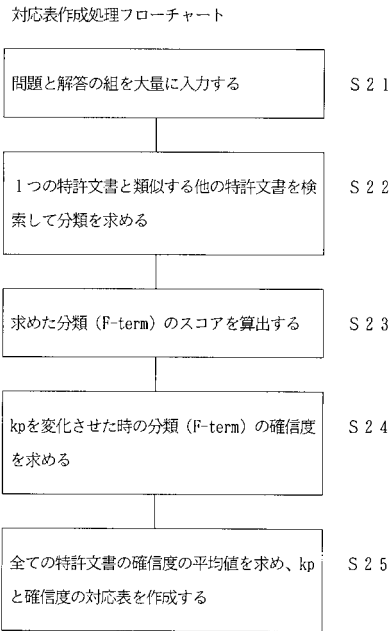 対応表作成処理フローチャート
問題と解答の組を大量に入力する
S21
1つの特許文書と類似する他の特許文書を検
索して分類を求める
S22
求めた分類（F-term）のスコアを算出する
S23
kpを変化させた時の分類（F-term）の確信度
を求める
S24
全ての特許文書の確信度の平均値を求め、kp
と確信度の対応表を作成する
S25